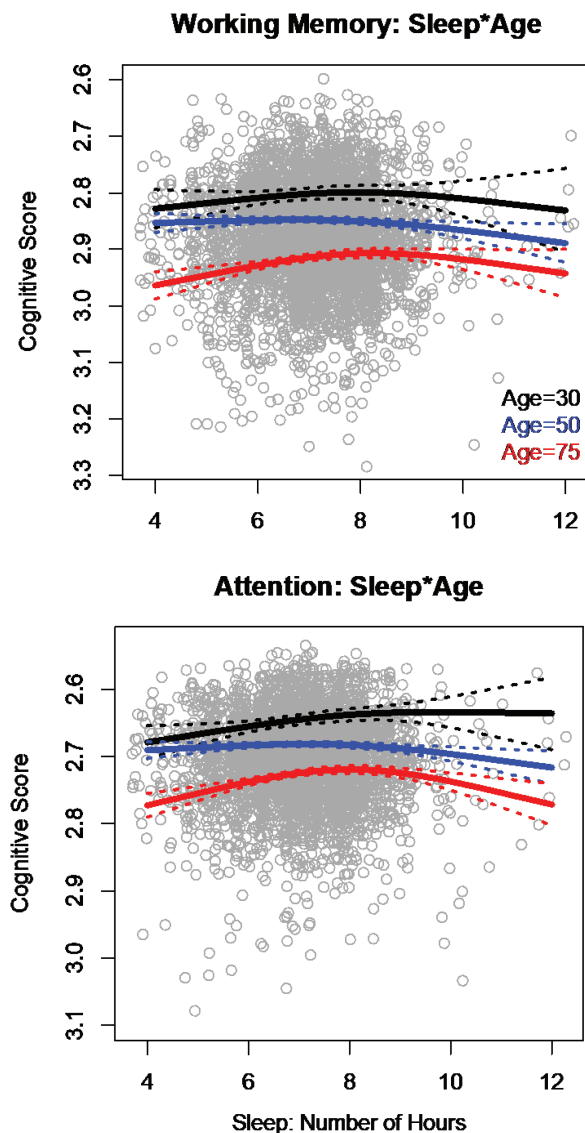 Working Memory: Sleep*Age
Cognitive Score
2.6
2.7
2.8
2.9
3.0
3.1
3.2
3.3
Age=30
Age=50
Age=75
4 6 8 10 12
Attention: Sleep*Age
Cognitive Score
2.6
2.7
2.8
2.9
3.0
3.1
4 6 8 10 12
Sleep: Number of Hours